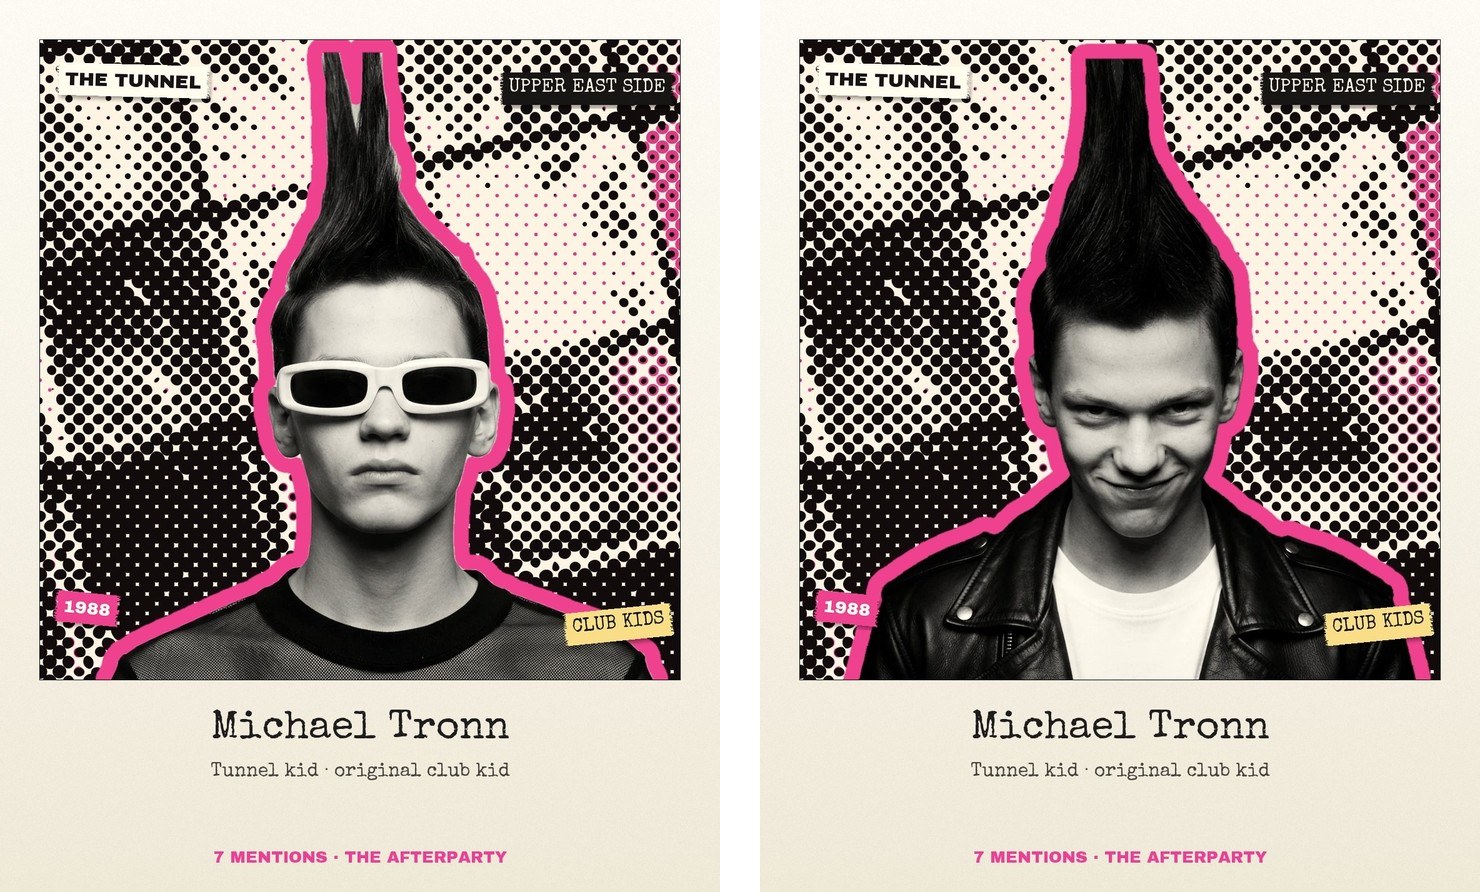 THE TUNNEL
UPPER EAST SIDE
1988
CLUB KIDS
Michael Tronn
Tunnel kid · original club kid
7 MENTIONS · THE AFTERPARTY
THE TUNNEL
UPPER EAST SIDE
1988
CLUB KIDS
Michael Tronn
Tunnel kid · original club kid
7 MENTIONS · THE AFTERPARTY